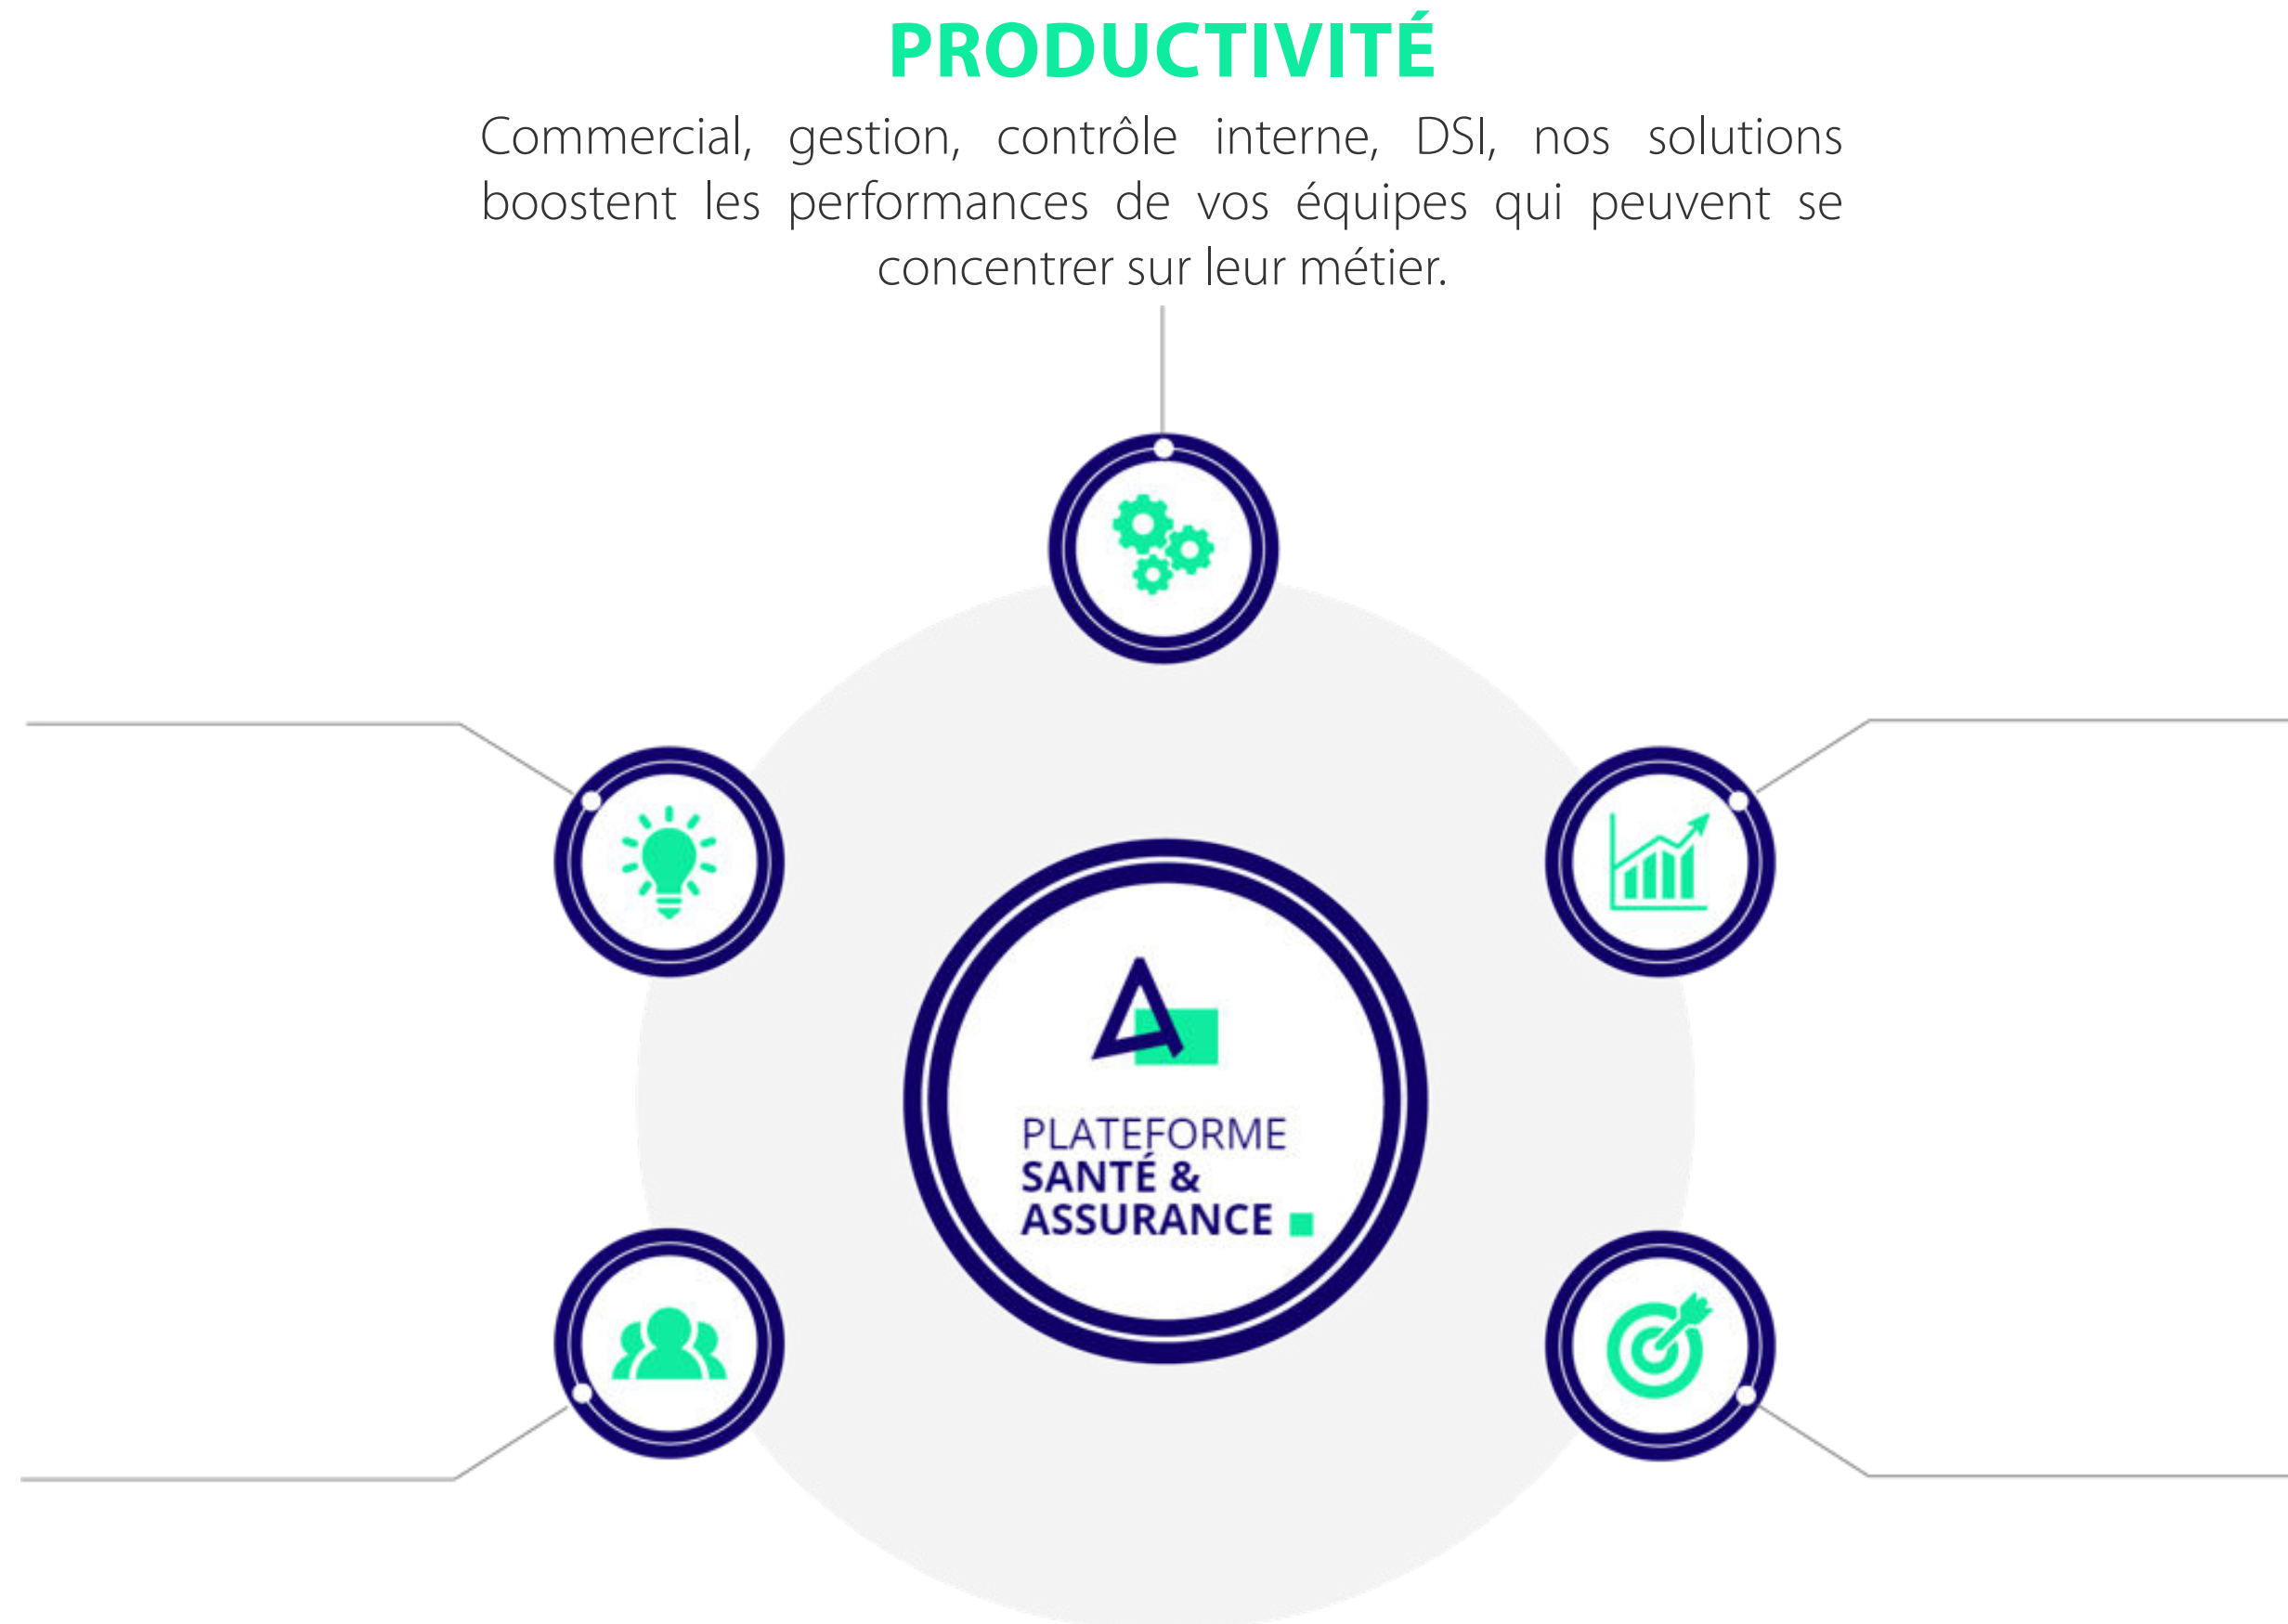 PRODUCTIVITÉ
Commercial, gestion, contrôle interne, DSI, nos solutions
boostent les performances de vos équipes qui peuvent se
concentrer sur leur métier.
PLATEFORME
SANTÉ &
ASSURANCE